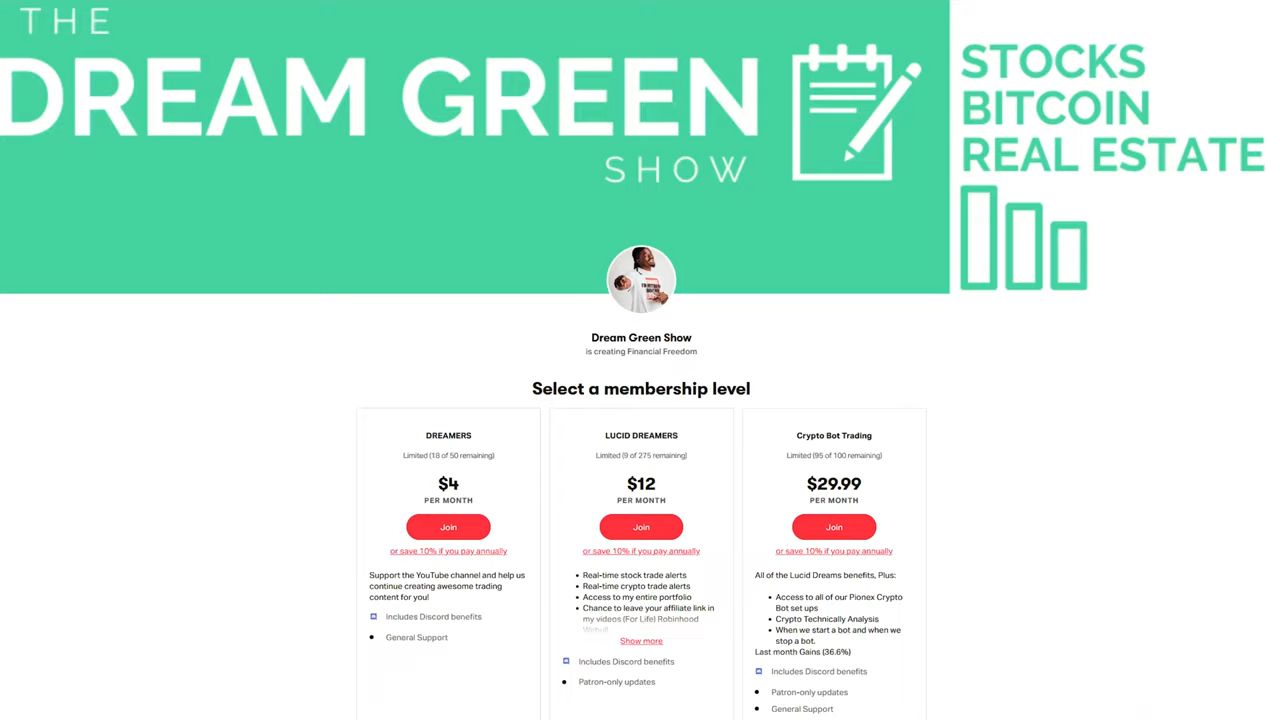 THE
DREAM GREEN
SHOW
STOCKS
BITCOIN
REAL ESTATE
Dream Green Show
is creating Financial Freedom
Select a membership level
DREAMERS
Limited (18 of 50 remaining)
$4
PER MONTH
Join
or save 10% if you pay annually
Support the YouTube channel and help us
continue creating awesome trading
content for you!
Includes Discord benefits
• General Support
LUCID DREAMERS
Limited (9 of 275 remaining)
$12
PER MONTH
Join
or save 10% if you pay annually
• Real-time stock trade alerts
• Real-time crypto trade alerts
• Access to my entire portfolio
• Chance to leave your affiliate link in
my videos (For Life) Robinhood
Show more
Includes Discord benefits
• Patron-only updates
Crypto Bot Trading
Limited (95 of 100 remaining)
$29.99
PER MONTH
Join
or save 10% if you pay annually
All of the Lucid Dreams benefits, Plus:
• Access to all of our Pionex Crypto
Bot set ups
• Crypto Technically Analysis
• When we start a bot and when we
stop a bot.
Last month Gains (36.6%)
Includes Discord benefits
• Patron-only updates
• General Support